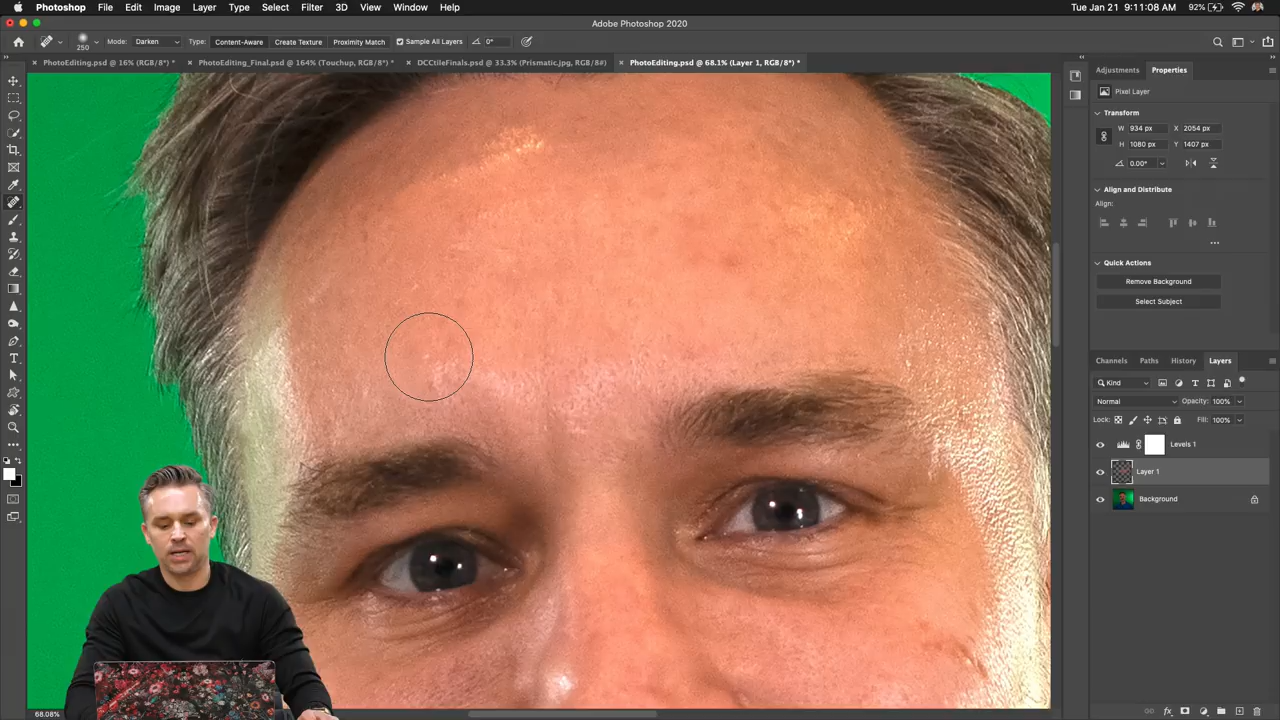 Photoshop File Edit Image Layer Type Select Filter 3D View Window Help 92% Tue Jan 21 9:11:08 AM
Adobe Photoshop 2020
250 Mode: Darken Type: Content-Aware Create Texture Proximity Match Sample All Layers 0°
PhotoEditing.psd @ 16% (RGB/8*) * PhotoEditing_Final.psd @ 164% (Touchup, RGB/8*) * DCCtileFinals.psd @ 33.3% (Prismatic.jpg, RGB/8#) PhotoEditing.psd @ 68.1% (Layer 1, RGB/8*) *
Adjustments Properties
Pixel Layer
Transform
W 934 px X 2054 px
H 1080 px Y 1407 px
0.00°
Align and Distribute
Align:
Quick Actions
Remove Background
Select Subject
Channels Paths History Layers
Kind
Normal Opacity: 100%
Lock: Fill: 100%
Levels 1
Layer 1
Background
68.08%